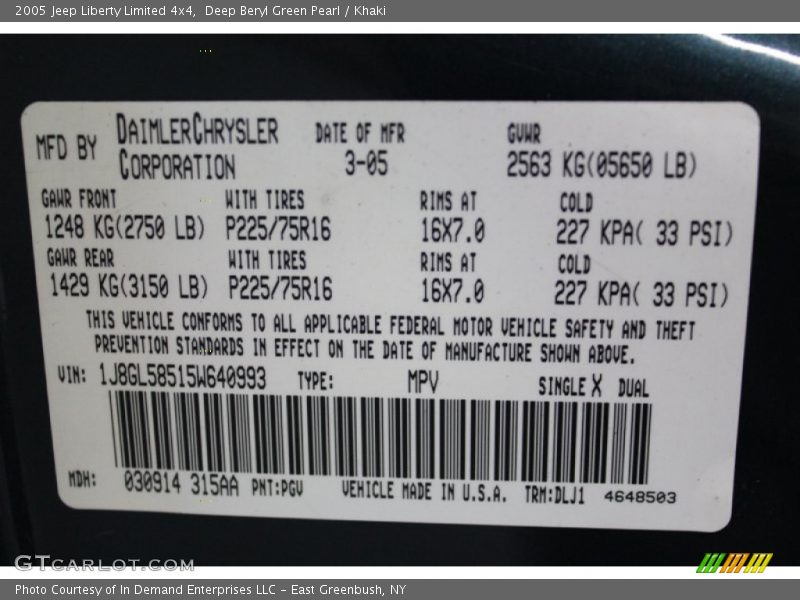 2005 Jeep Liberty Limited 4x4, Deep Beryl Green Pearl / Khaki
MFD BY DAIMLERCHRYSLER CORPORATION DATE OF MFR 3-05 GVWR 2563 KG(05650 LB)
GAWR FRONT WITH TIRES RIMS AT COLD
1248 KG(2750 LB) P225/75R16 16X7.0 227 KPA( 33 PSI)
GAWR REAR WITH TIRES RIMS AT COLD
1429 KG(3150 LB) P225/75R16 16X7.0 227 KPA( 33 PSI)
THIS VEHICLE CONFORMS TO ALL APPLICABLE FEDERAL MOTOR VEHICLE SAFETY AND THEFT
PREVENTION STANDARDS IN EFFECT ON THE DATE OF MANUFACTURE SHOWN ABOVE.
VIN: 1J8GL58515W640993 TYPE: MPV SINGLE X DUAL
MDH: 030914 315AA PNT:PGV VEHICLE MADE IN U.S.A. TRM:DLJ1 4648503
GTCARLOT.COM
Photo Courtesy of In Demand Enterprises LLC - East Greenbush, NY